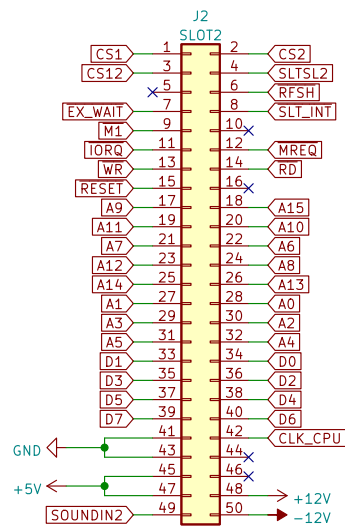 J2
SLOT2
CS1 1 2 CS2
CS12 3 4 SLTSL2
5 6 RFSH
EX_WAIT 7 8 SLT_INT
M1 9 10
IORQ 11 12 MREQ
WR 13 14 RD
RESET 15 16
A9 17 18 A15
A11 19 20 A10
A7 21 22 A6
A12 23 24 A8
A14 25 26 A13
A1 27 28 A0
A3 29 30 A2
A5 31 32 A4
D1 33 34 D0
D3 35 36 D2
D5 37 38 D4
D7 39 40 D6
41 42 CLK_CPU
GND 43 44
45 46
+5V 47 48 +12V
SOUNDIN2 49 50 -12V